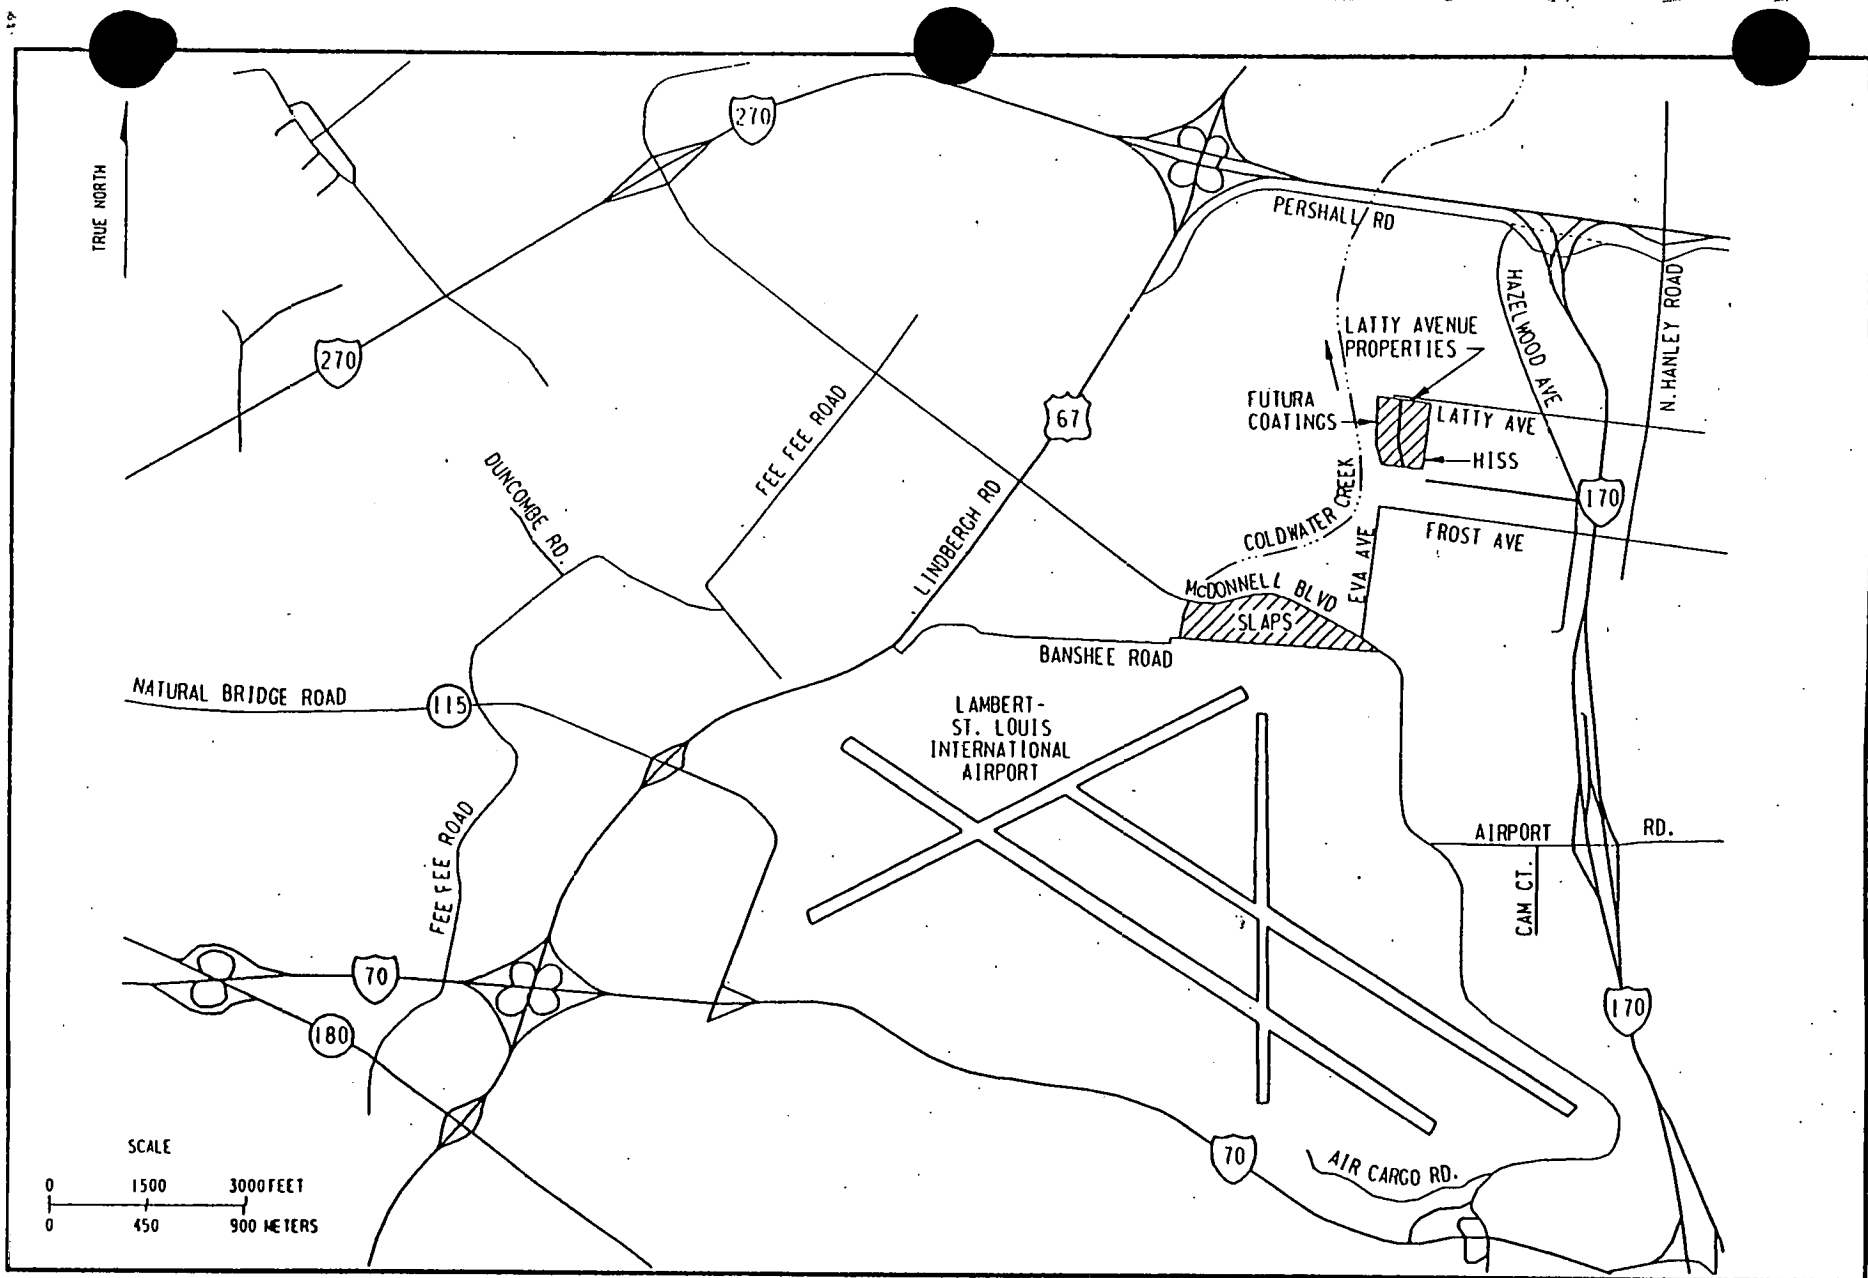 270
TRUE NORTH
PERSHALL RD
HAZELWOOD AVE
N. HANLEY ROAD
270
LATTY AVENUE
PROPERTIES
67
FUTURA
COATINGS
LATTY AVE
HISS
FEE FEE ROAD
DUNCOMBE RD.
LINDBERGH RD
COLDWATER CREEK
170
FROST AVE
EVA AVE
McDONNELL BLVD
SLAPS
BANSHEE ROAD
NATURAL BRIDGE ROAD
115
LAMBERT-
ST. LOUIS
INTERNATIONAL
AIRPORT
FEE FEE ROAD
AIRPORT RD.
CAM CT.
70
180
170
70
AIR CARGO RD.
SCALE
0 1500 3000 FEET
0 450 900 METERS